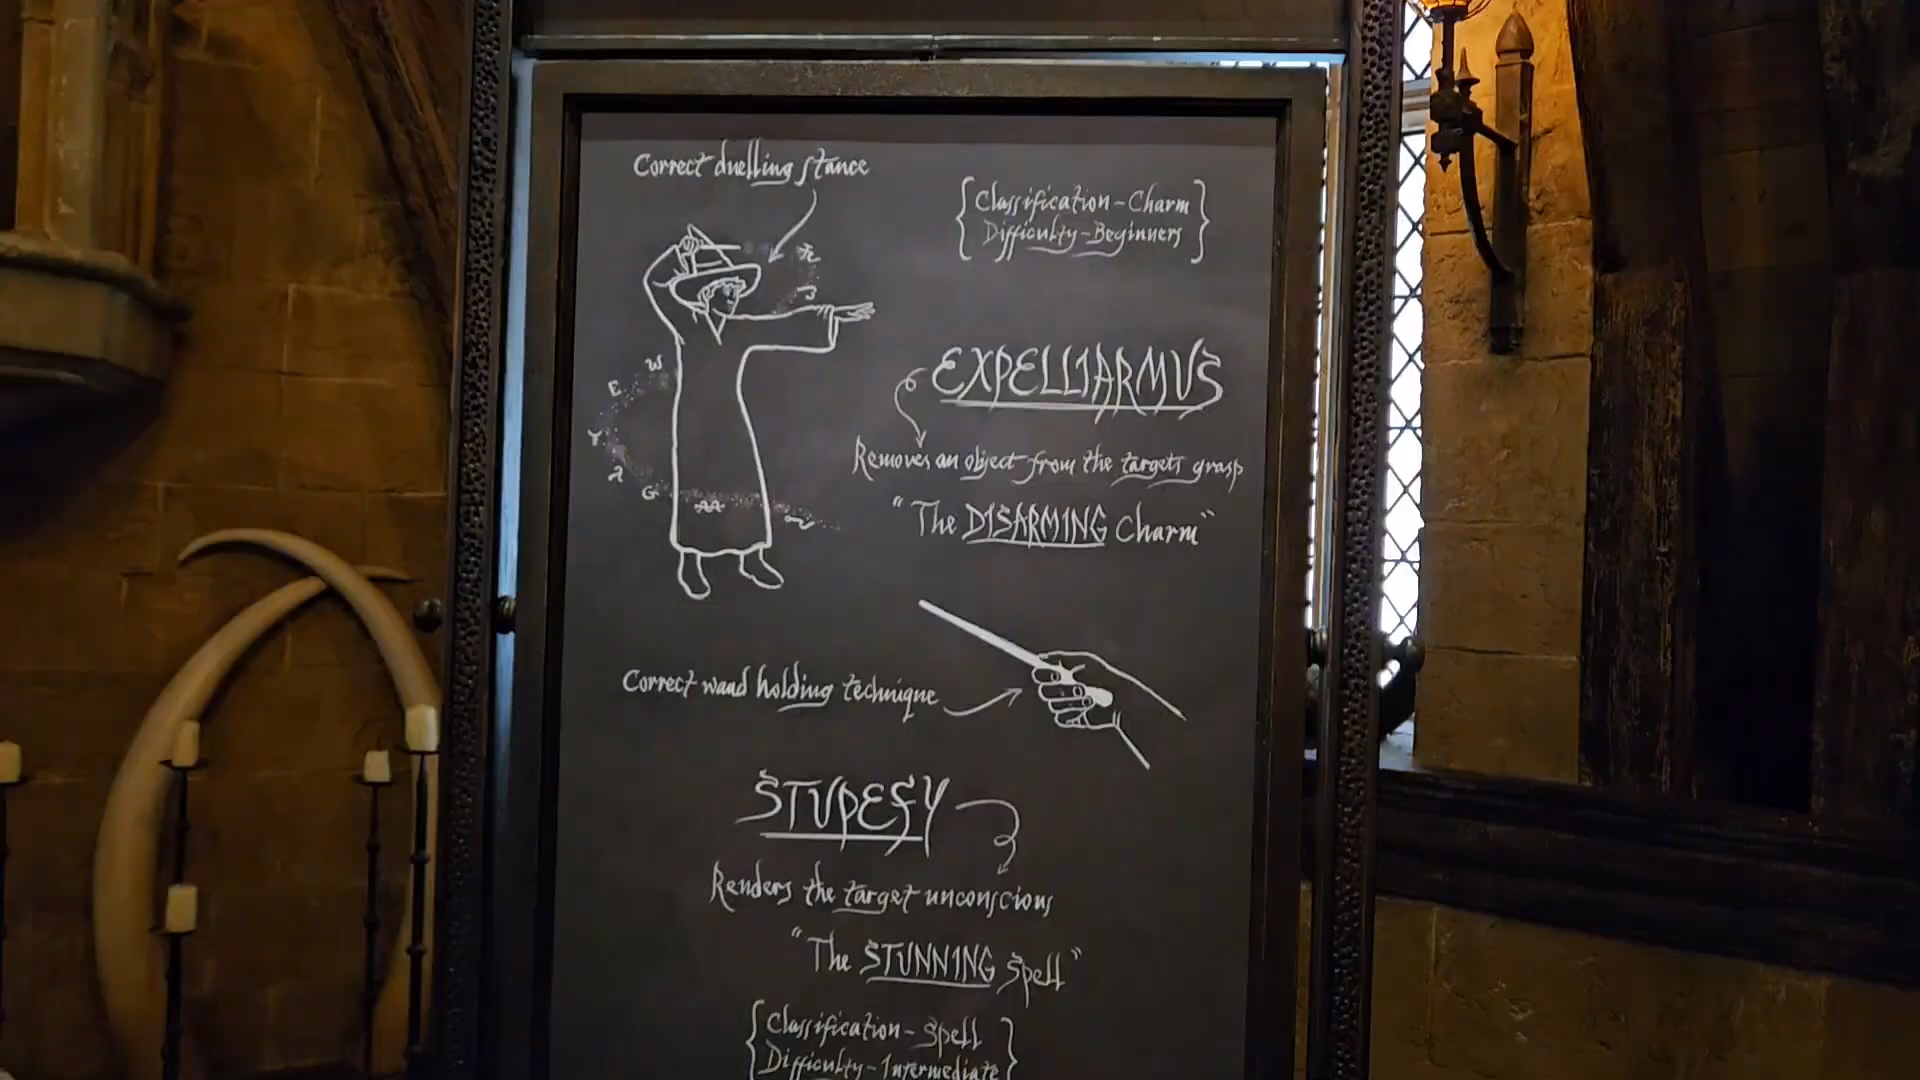 Correct duelling stance
Classification - Charm
Difficulty - Beginners
EXPELLIARMUS
Removes an object from the targets grasp
"The DISARMING Charm"
W
E
Y
A
G
Correct wand holding technique
STUPEFY
Renders the target unconscious
"The STUNNING Spell"
Classification - Spell
Difficulty - Intermediate